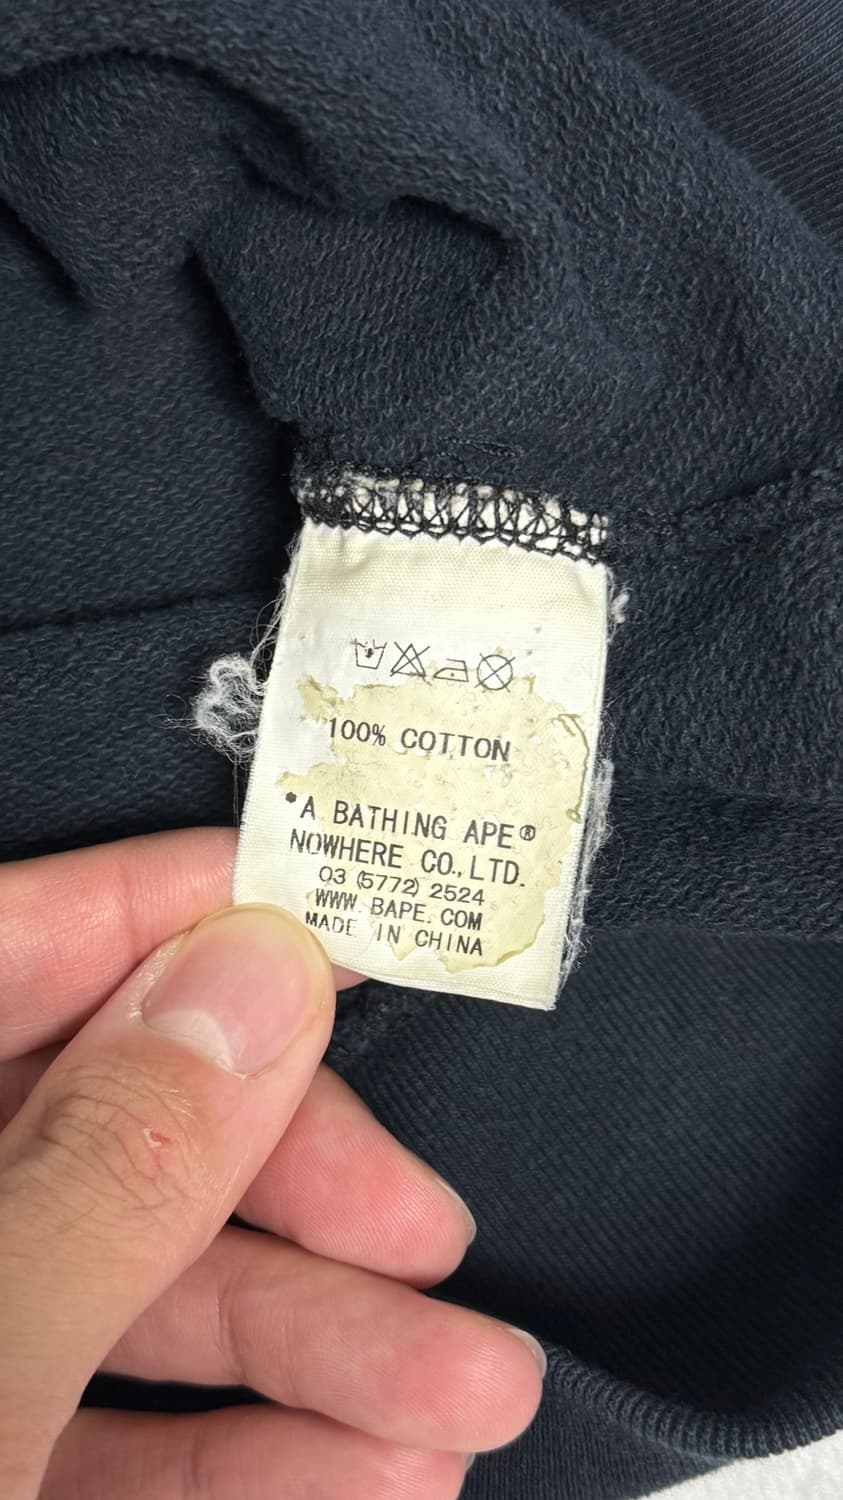 100% COTTON
*A BATHING APE®
NOWHERE CO., LTD.
03 (5772) 2524
WWW. BAPE. COM
MADE IN CHINA